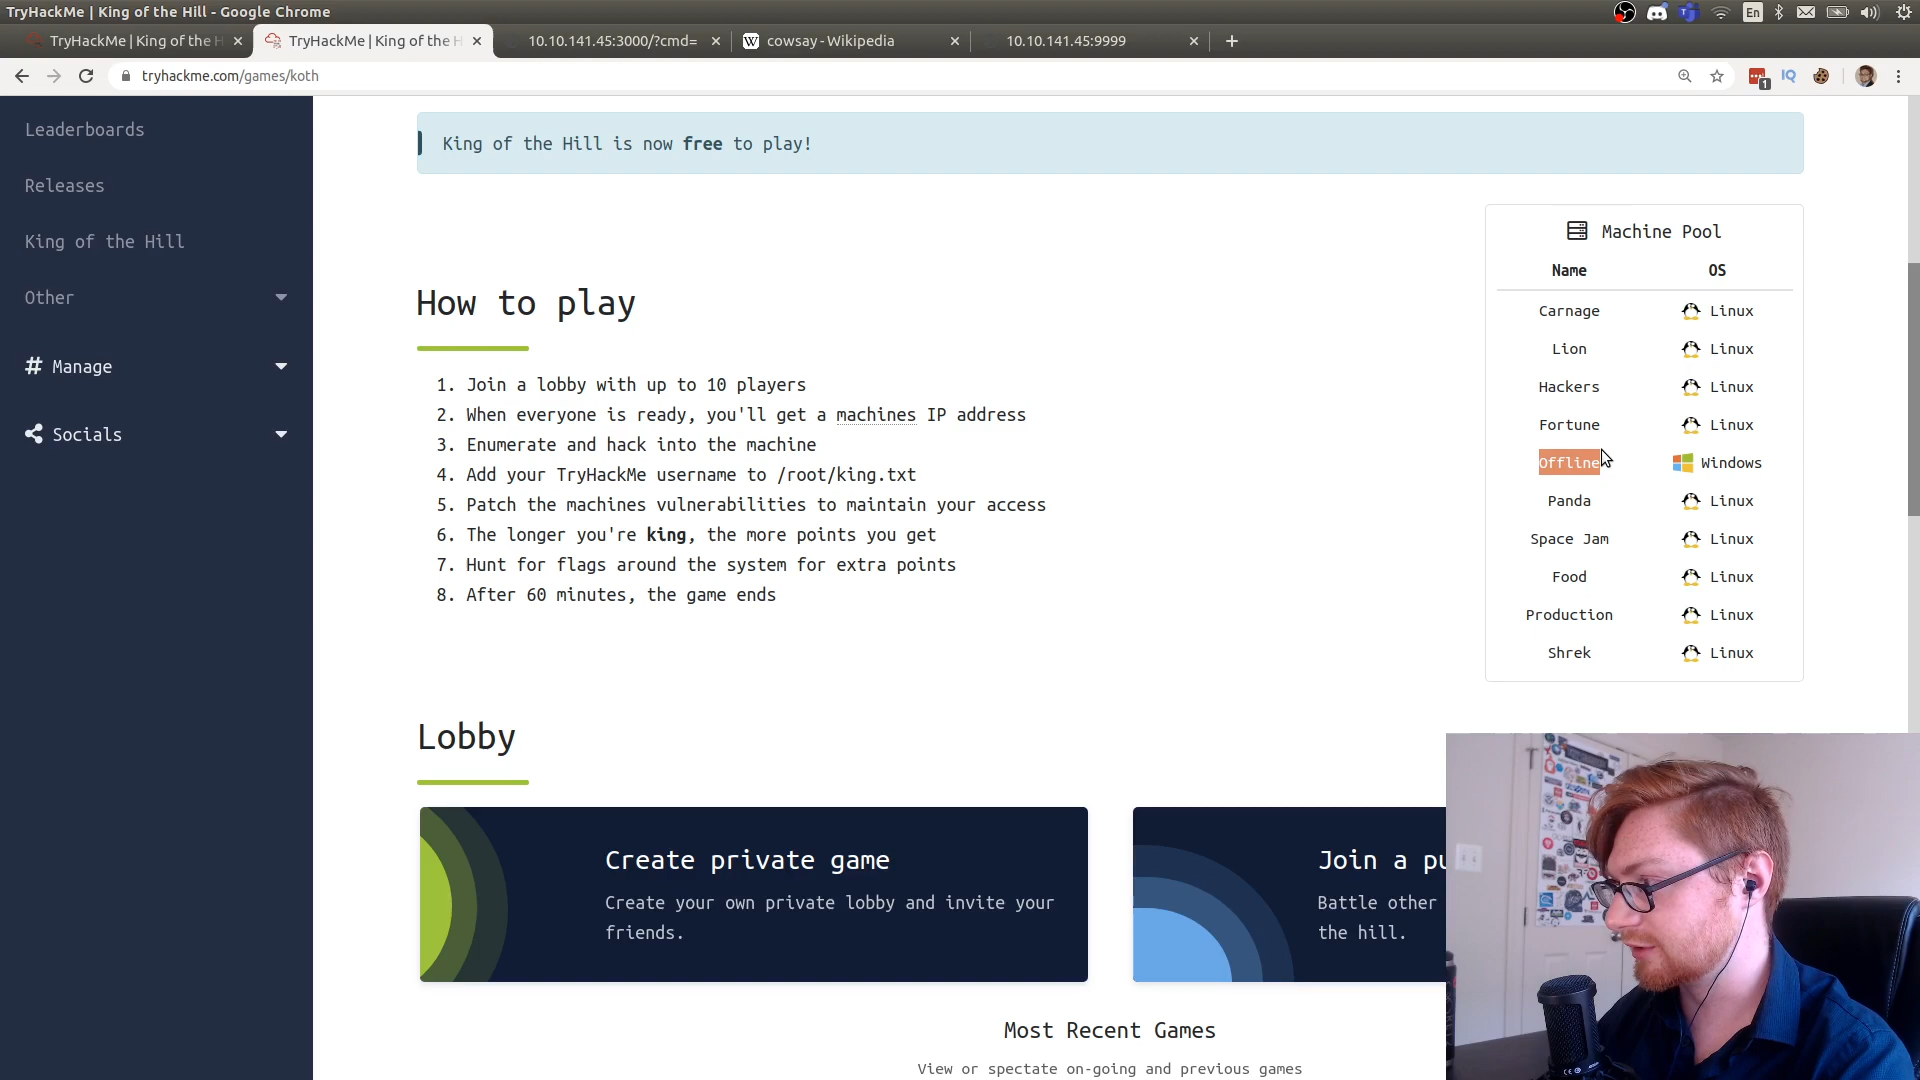 TryHackMe | King of the Hill - Google Chrome
En
TryHackMe | King of the H
TryHackMe | King of the H
10.10.141.45:3000/?cmd=
W cowsay - Wikipedia
10.10.141.45:9999
tryhackme.com/games/koth
1
IQ
Leaderboards
Releases
King of the Hill
Other
# Manage
Socials
King of the Hill is now free to play!
How to play
1. Join a lobby with up to 10 players
2. When everyone is ready, you'll get a machines IP address
3. Enumerate and hack into the machine
4. Add your TryHackMe username to /root/king.txt
5. Patch the machines vulnerabilities to maintain your access
6. The longer you're king, the more points you get
7. Hunt for flags around the system for extra points
8. After 60 minutes, the game ends
Machine Pool
Name OS
Carnage Linux
Lion Linux
Hackers Linux
Fortune Linux
Offline Windows
Panda Linux
Space Jam Linux
Food Linux
Production Linux
Shrek Linux
Lobby
Create private game
Create your own private lobby and invite your
friends.
Join a pu
Battle other
the hill.
Most Recent Games
View or spectate on-going and previous games